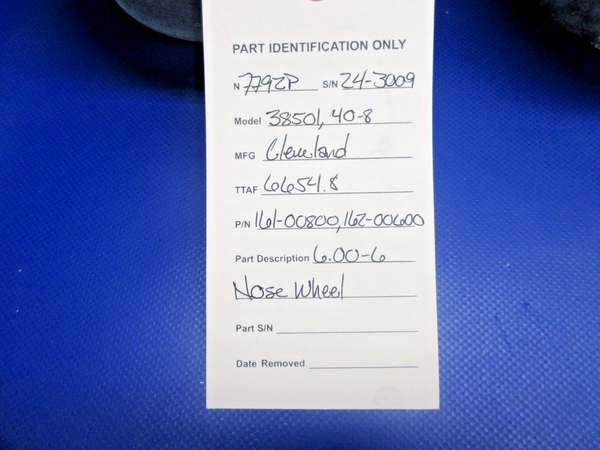 PART IDENTIFICATION ONLY
N 7792P S/N 24-3009
Model 38501, 40-8
MFG Cleveland
TTAF 6654.8
P/N 161-00800, 162-00600
Part Description 6.00-6
Nose Wheel
Part S/N
Date Removed